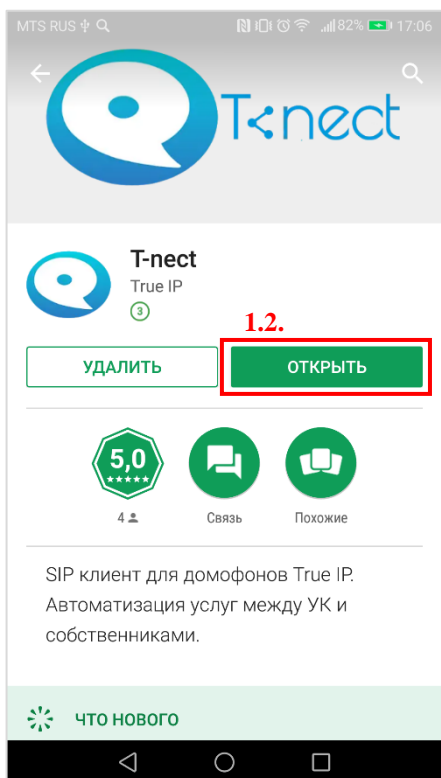 MTS RUS 82% 17:06
T-nect
T-nect
True IP
3
1.2.
УДАЛИТЬ ОТКРЫТЬ
5,0
4 Связь Похожие
SIP клиент для домофонов True IP.
Автоматизация услуг между УК и
собственниками.
ЧТО НОВОГО